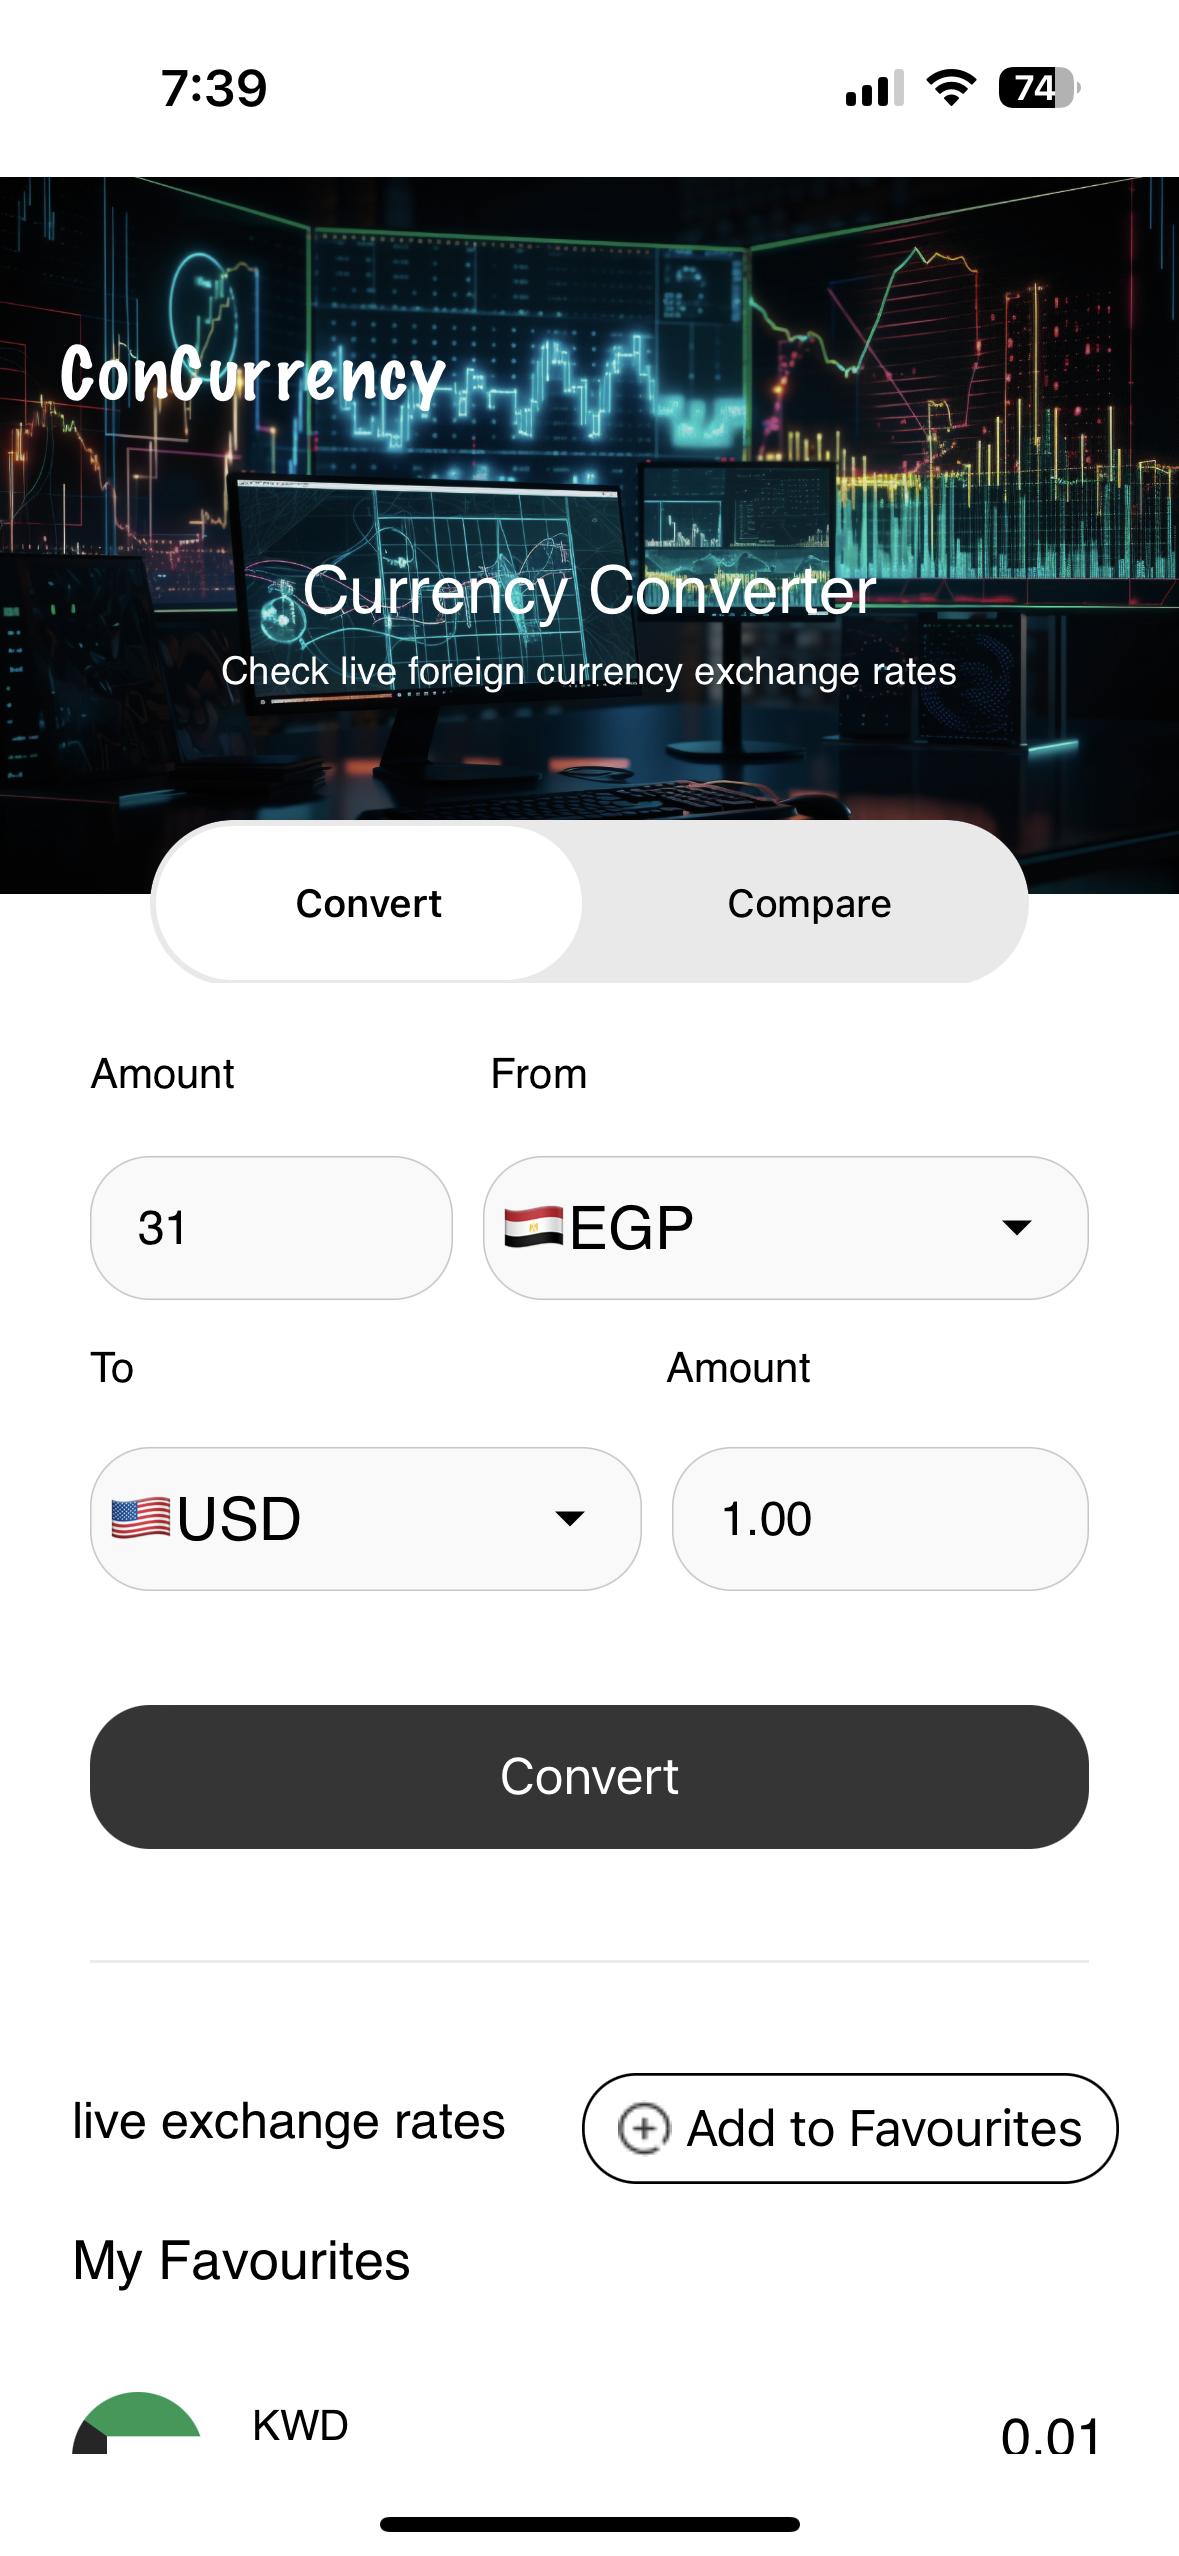 7:39
74
ConCurrency
Currency Converter
Check live foreign currency exchange rates
Convert
Compare
Amount
From
31
🇪🇬EGP
To
Amount
🇺🇸USD
1.00
Convert
live exchange rates
Add to Favourites
My Favourites
KWD
0.01